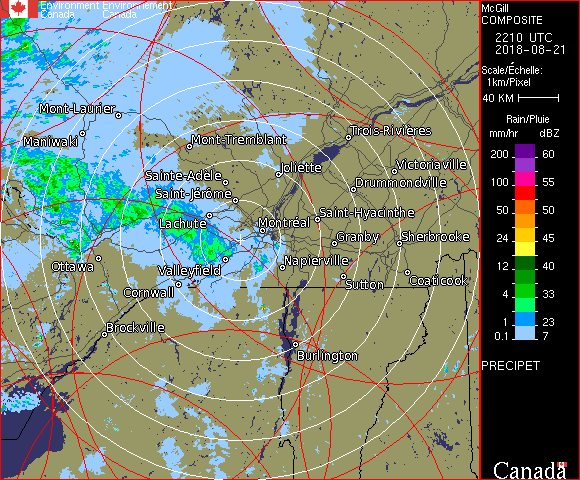 Environment Environnement
Canada Canada
McGill
COMPOSITE
2210 UTC
2018-08-21
Scale/Échelle:
1km/Pixel
40 KM
Rain/Pluie
mm/hr dBZ
200 60
100 55
50 50
24 45
12 40
4 33
1 23
0.1 7
PRECIPET
Canada
Mont-Laurier
Maniwaki
Mont-Tremblant
Trois-Rivières
Joliette
Victoriaville
Sainte-Adèle
Drummondville
Saint-Jérôme
Saint-Hyacinthe
Lachute
Montréal
Granby
Sherbrooke
Ottawa
Valleyfield
Napierville
Sutton
Coaticook
Cornwall
Brockville
Burlington